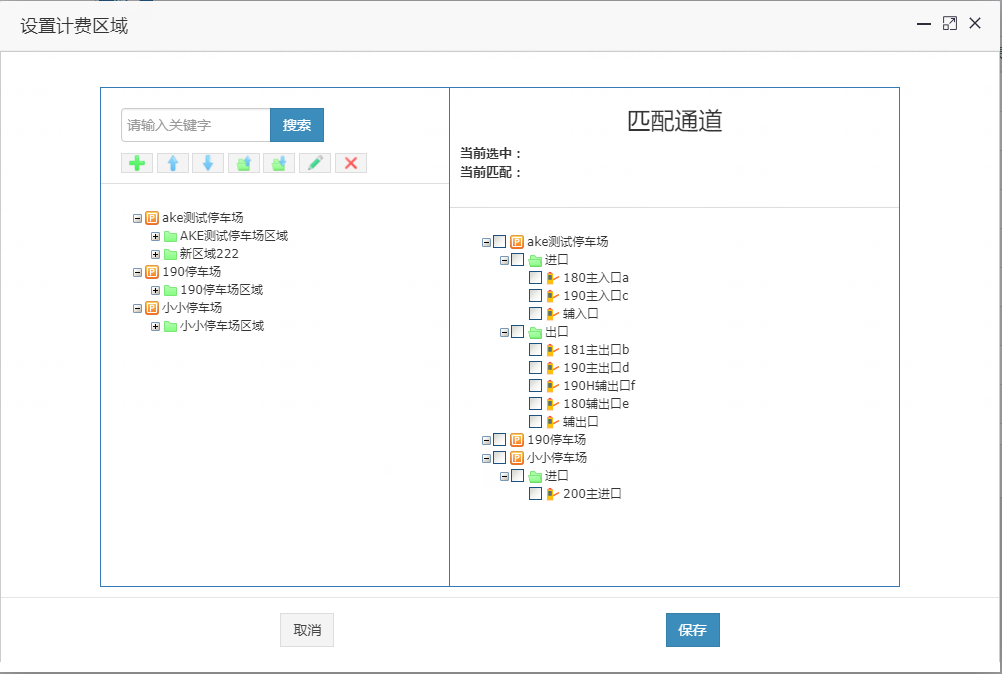 设置计费区域
请输入关键字
搜索
ake测试停车场
AKE测试停车场区域
新区域222
190停车场
190停车场区域
小小停车场
小小停车场区域
匹配通道
当前选中：
当前匹配：
ake测试停车场
进口
180主入口a
190主入口c
辅入口
出口
181主出口b
190主出口d
190H辅出口f
180辅出口e
辅出口
190停车场
小小停车场
进口
200主进口
取消
保存